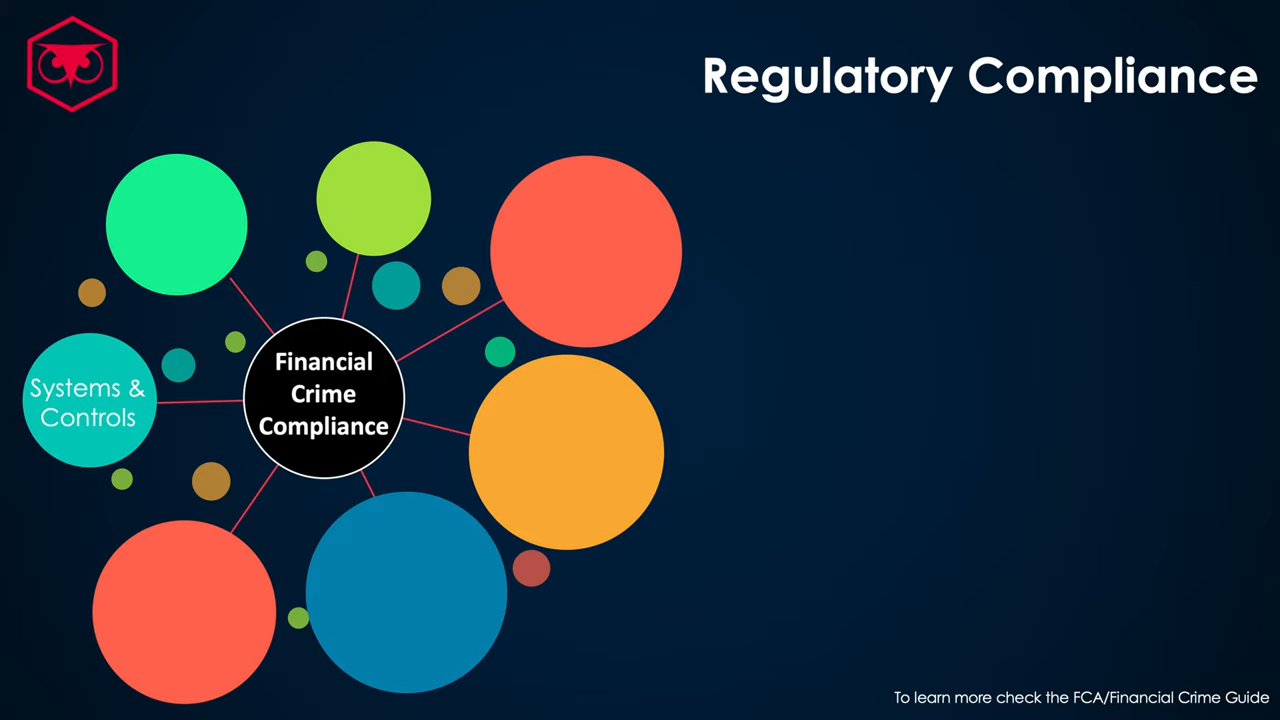 Regulatory Compliance
Financial
Crime
Compliance
Systems &
Controls
To learn more check the FCA/Financial Crime Guide